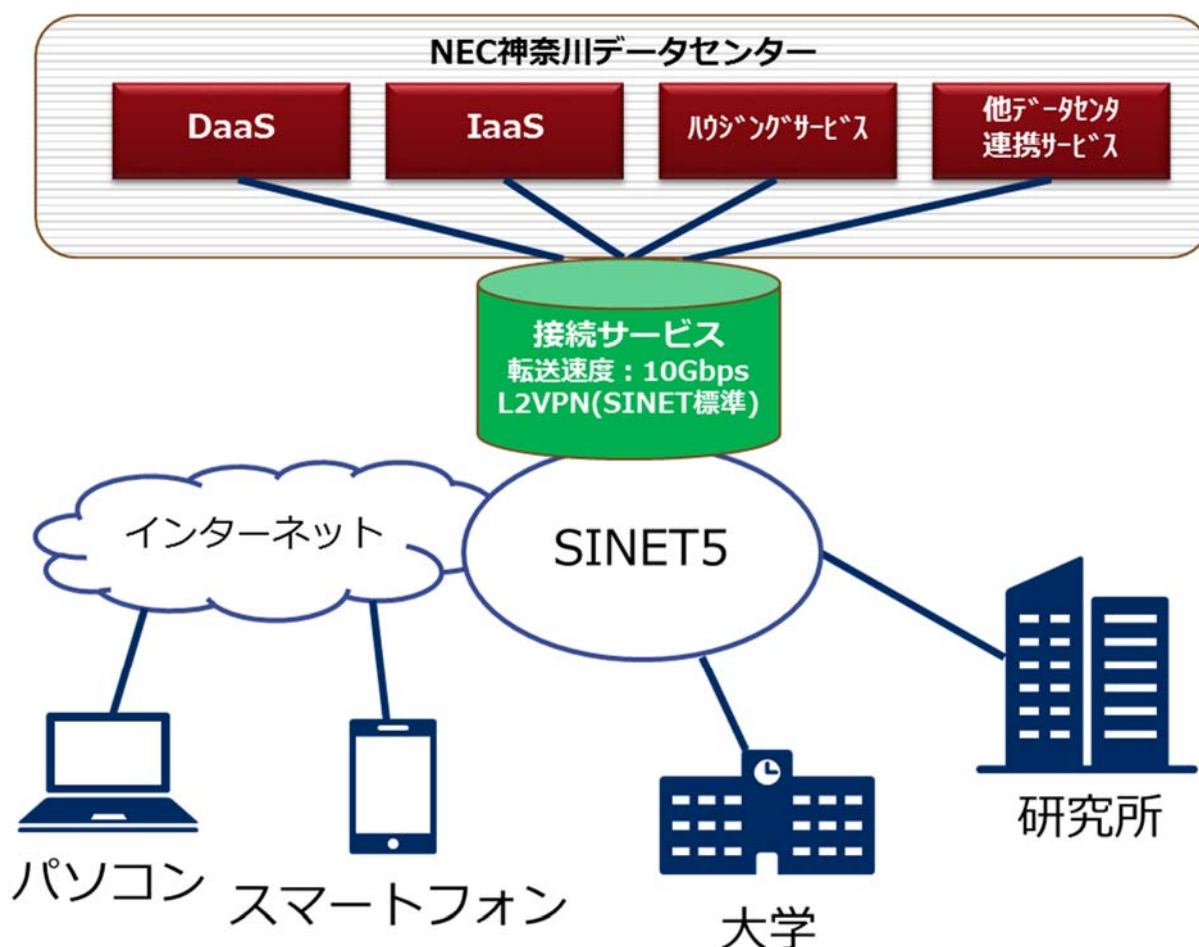 NEC神奈川データセンター
DaaS
IaaS
ﾊｳｼﾞﾝｸﾞｻｰﾋﾞｽ
他ﾃﾞｰﾀｾﾝﾀ
連携ｻｰﾋﾞｽ
接続サービス
転送速度：10Gbps
L2VPN(SINET標準)
インターネット
SINET5
パソコン
スマートフォン
大学
研究所